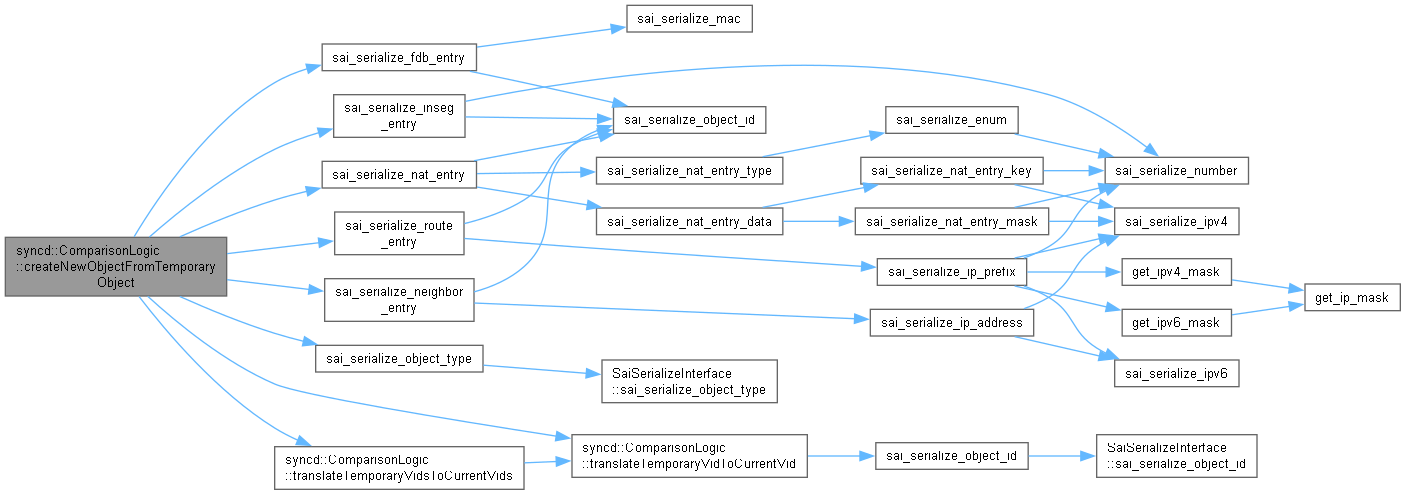 sai_serialize_mac
sai_serialize_fdb_entry
sai_serialize_inseg
_entry
sai_serialize_object_id
sai_serialize_enum
sai_serialize_nat_entry
sai_serialize_nat_entry_type
sai_serialize_nat_entry_key
sai_serialize_number
sai_serialize_route
_entry
sai_serialize_nat_entry_data
sai_serialize_nat_entry_mask
sai_serialize_ipv4
syncd::ComparisonLogic
::createNewObjectFromTemporary
Object
sai_serialize_ip_prefix
get_ipv4_mask
get_ip_mask
sai_serialize_neighbor
_entry
sai_serialize_ip_address
get_ipv6_mask
sai_serialize_object_type
SaiSerializeInterface
::sai_serialize_object_type
sai_serialize_ipv6
syncd::ComparisonLogic
::translateTemporaryVidsToCurrentVids
syncd::ComparisonLogic
::translateTemporaryVidToCurrentVid
sai_serialize_object_id
SaiSerializeInterface
::sai_serialize_object_id